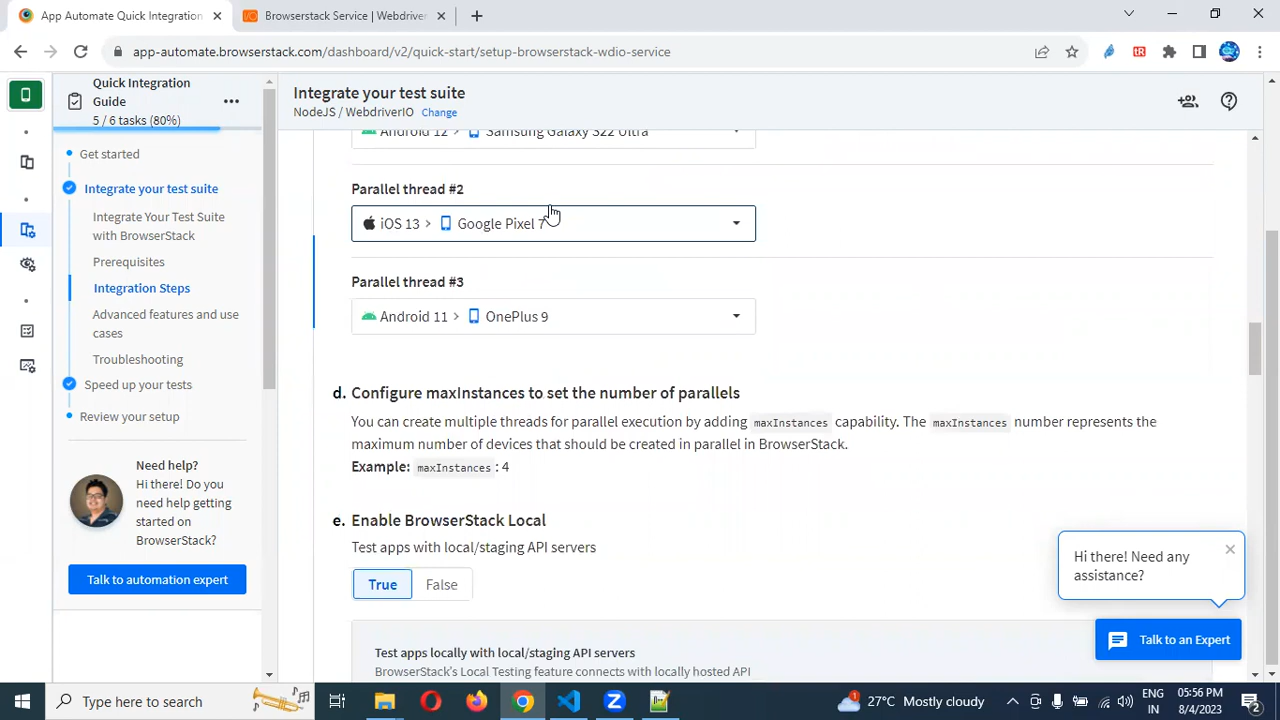 App Automate Quick Integration
Browserstack Service | Webdriver
app-automate.browserstack.com/dashboard/v2/quick-start/setup-browserstack-wdio-service
Quick Integration
Guide
5 / 6 tasks (80%)
Get started
Integrate your test suite
Integrate Your Test Suite
with BrowserStack
Prerequisites
Integration Steps
Advanced features and use
cases
Troubleshooting
Speed up your tests
Review your setup
Need help?
Hi there! Do you
need help getting
started on
BrowserStack?
Talk to automation expert
Integrate your test suite
NodeJS / WebdriverIO Change
Android 12 > Samsung Galaxy S22 Ultra
Parallel thread #2
iOS 13 > Google Pixel 7
Parallel thread #3
Android 11 > OnePlus 9
d. Configure maxInstances to set the number of parallels
You can create multiple threads for parallel execution by adding maxInstances capability. The maxInstances number represents the
maximum number of devices that should be created in parallel in BrowserStack.
Example: maxInstances : 4
e. Enable BrowserStack Local
Test apps with local/staging API servers
True False
Test apps locally with local/staging API servers
BrowserStack's Local Testing feature connects with locally hosted API
Hi there! Need any
assistance?
Talk to an Expert
Type here to search
1
27°C Mostly cloudy
ENG
IN
05:56 PM
8/4/2023
2